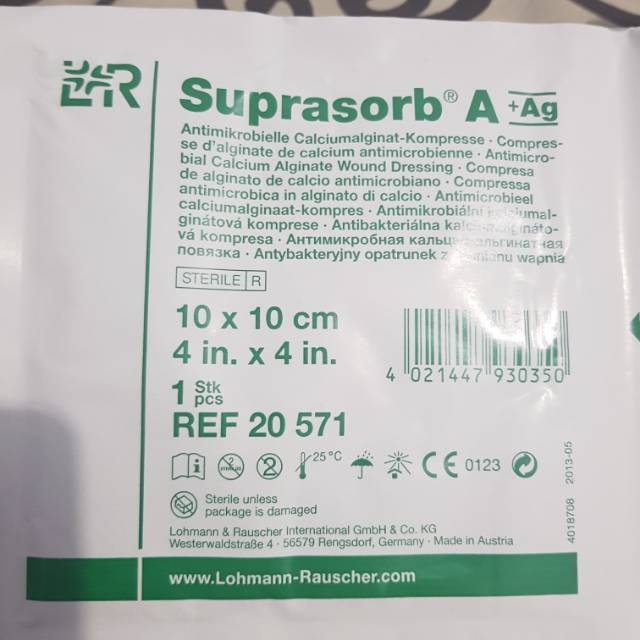 L&R
Suprasorb® A +Ag
Antimikrobielle Calciumalginat-Kompresse · Compres-
se d'alginate de calcium antimicrobienne · Antimicro-
bial Calcium Alginate Wound Dressing · Compresa
de alginato de calcio antimicrobiano · Compressa
antimicrobica in alginato di calcio · Antimicrobieel
calciumalginaat-kompres · Antimikrobiální
ginátová komprese · Antibakteriálna
vá kompresa · Антимикробная
повязка · Antybakteryjny opatrunek z wapnia
STERILE R
10 x 10 cm
4 in. x 4 in.
1 Stk
pcs
REF 20 571
4 021447 930350
25 °C
CE 0123
Sterile unless
package is damaged
4018708 2013-05
Lohmann & Rauscher International GmbH & Co. KG
Westerwaldstraße 4 · 56579 Rengsdorf, Germany · Made in Austria
www.Lohmann-Rauscher.com